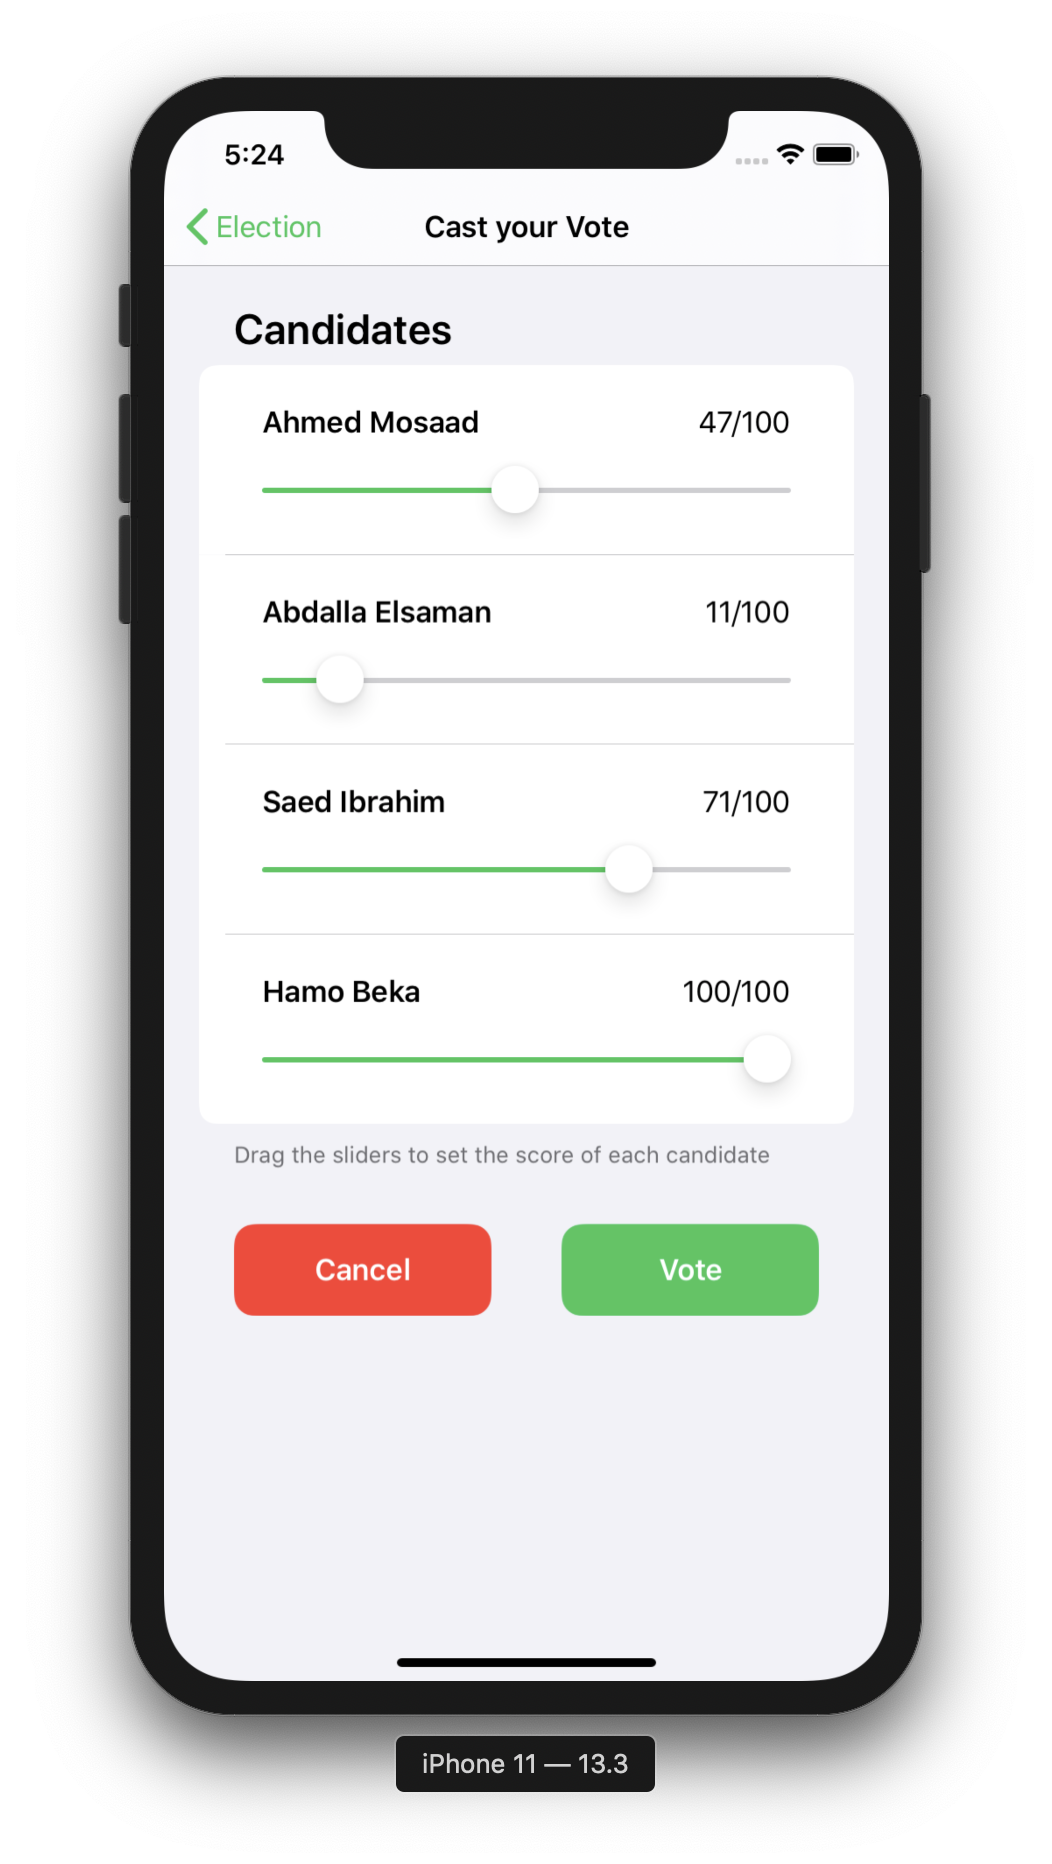 5:24
Election
Cast your Vote
Candidates
Ahmed Mosaad 47/100
Abdalla Elsaman 11/100
Saed Ibrahim 71/100
Hamo Beka 100/100
Drag the sliders to set the score of each candidate
Cancel Vote
iPhone 11 — 13.3